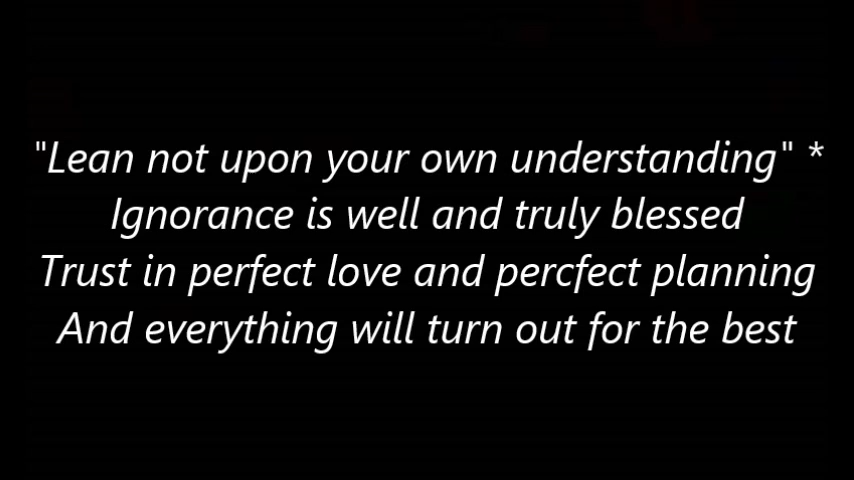 "Lean not upon your own understanding" *
Ignorance is well and truly blessed
Trust in perfect love and percfect planning
And everything will turn out for the best